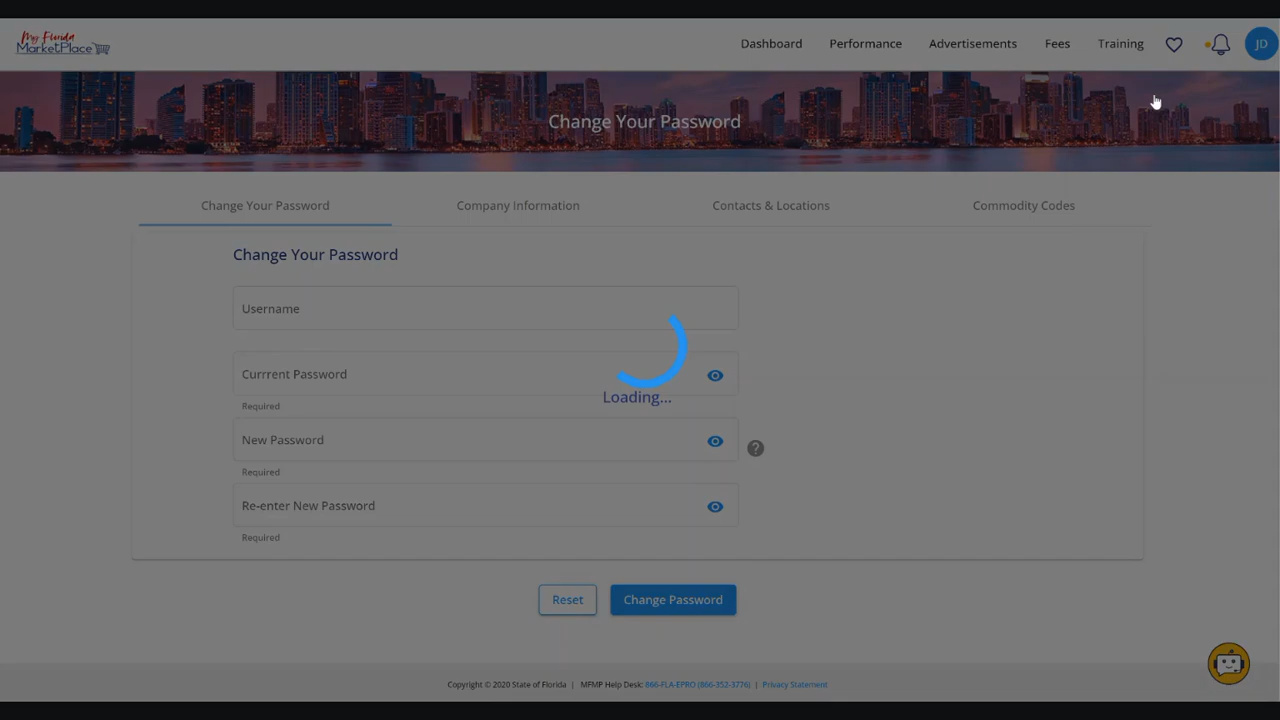 My Florida
MarketPlace
Dashboard
Performance
Advertisements
Fees
Training
JD
Change Your Password
Change Your Password
Company Information
Contacts & Locations
Commodity Codes
Change Your Password
Username
Currrent Password
Required
Loading...
New Password
?
Required
Re-enter New Password
Required
Reset
Change Password
Copyright © 2020 State of Florida | MFMP Help Desk: 866-FLA-EPRO (866-352-3776) | Privacy Statement